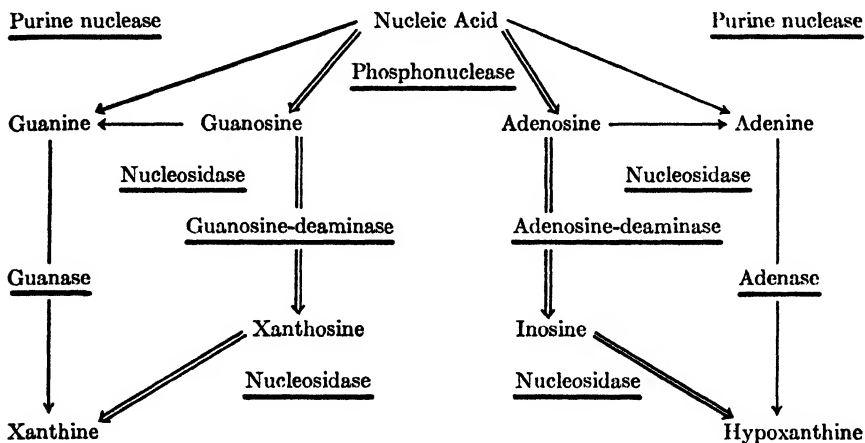 Purine nuclease Nucleic Acid Purine nuclease
Phosphonuclease
Guanine Guanosine Adenosine Adenine
Nucleosidase Nucleosidase
Guanosine-deaminase Adenosine-deaminase
Guanase Adenase
Xanthosine Inosine
Nucleosidase Nucleosidase
Xanthine Hypoxanthine